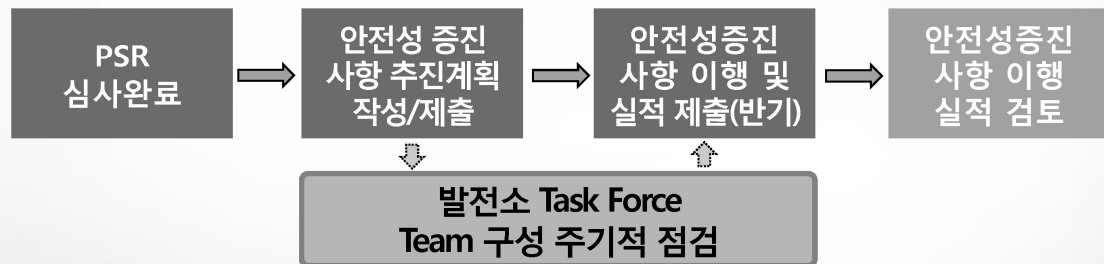 PSR
심사완료
안전성 증진
사항 추진계획
작성/제출
안전성증진
사항 이행 및
실적 제출(반기)
안전성증진
사항 이행
실적 검토
발전소 Task Force
Team 구성 주기적 점검